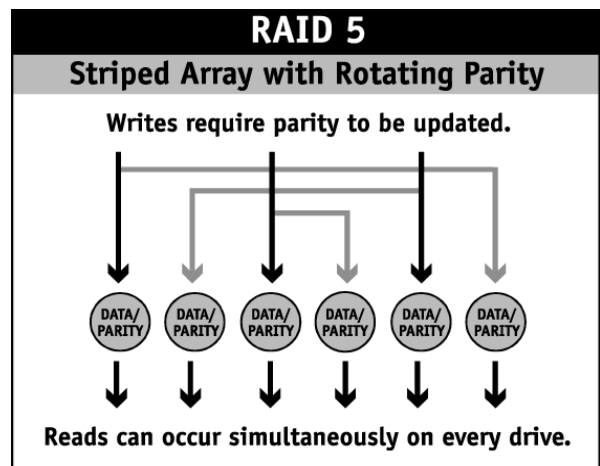 RAID 5
Striped Array with Rotating Parity
Writes require parity to be updated.
DATA/ DATA/ DATA/ DATA/ DATA/ DATA/
PARITY PARITY PARITY PARITY PARITY PARITY
Reads can occur simultaneously on every drive.